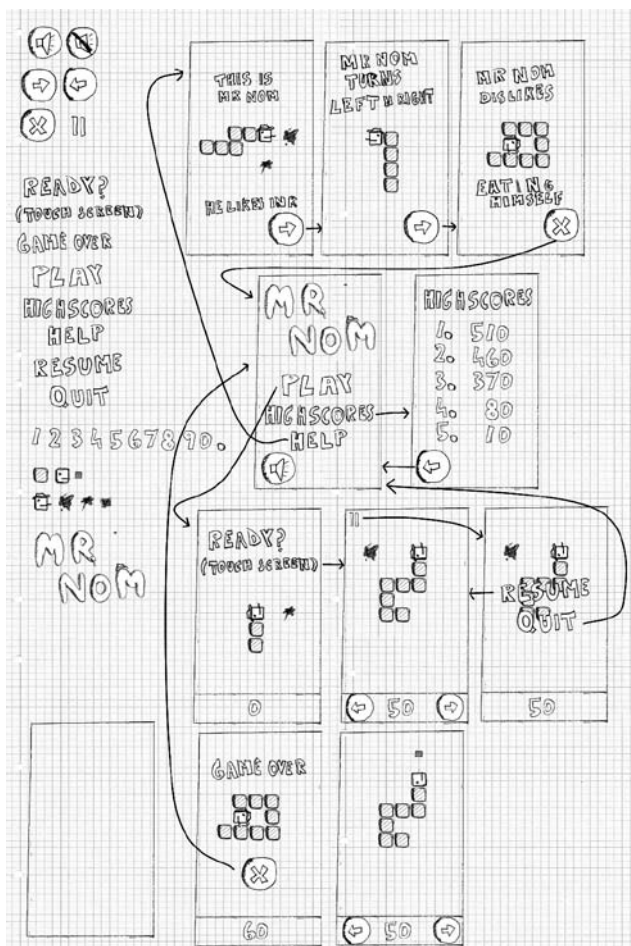 READY?
(TOUCH SCREEN)
GAME OVER
PLAY
HIGHSCORES
HELP
RESUME
QUIT
1234567890.
MR
NOM
THIS IS
MR NOM
HE LIKES INK
MR NOM
TURNS
LEFT N RIGHT
MR NOM
DISLIKES
EATING
HIMSELF
MR
NOM
PLAY
HIGHSCORES
HELP
HIGHSCORES
1. 510
2. 460
3. 370
4. 80
5. 10
READY?
(TOUCH SCREEN)
0
50
RESUME
QUIT
50
GAME OVER
60
50